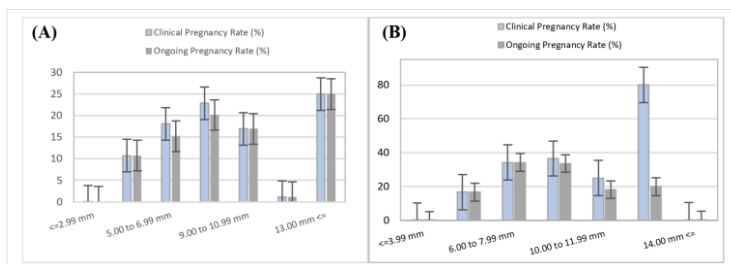 (A)
Clinical Pregnancy Rate (%)
Ongoing Pregnancy Rate (%)
30
25
20
15
10
5
0
<=2.99 mm
5.00 to 6.99 mm
9.00 to 10.99 mm
13.00 mm <=
(B)
Clinical Pregnancy Rate (%)
Ongoing Pregnancy Rate (%)
80
60
40
20
0
<=3.99 mm
6.00 to 7.99 mm
10.00 to 11.99 mm
14.00 mm <=